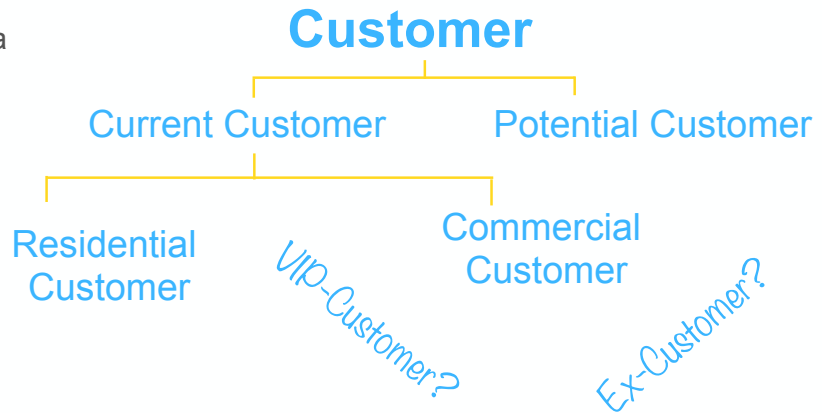 Customer
a
Current Customer
Potential Customer
Residential
Customer
Commercial
Customer
VIP-Customer?
Ex-Customer?